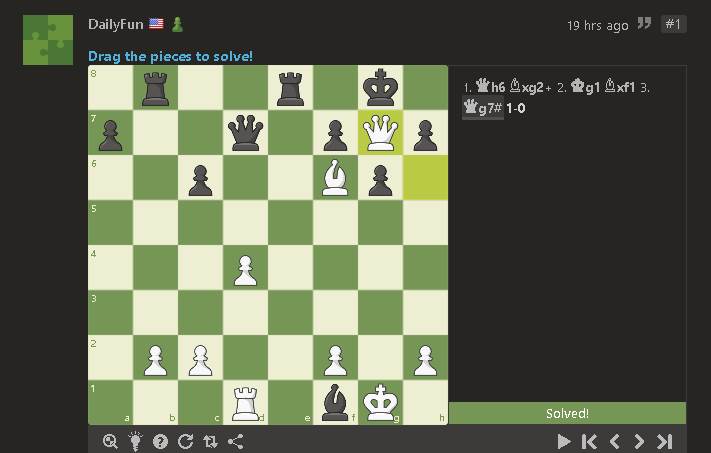 DailyFun
19 hrs ago
#1
Drag the pieces to solve!
1. ♛h6 ♗xg2+ 2. ♚g1 ♗xf1 3.
♛g7# 1-0
8
7
6
5
4
3
2
1
a b c d e f g h
Solved!